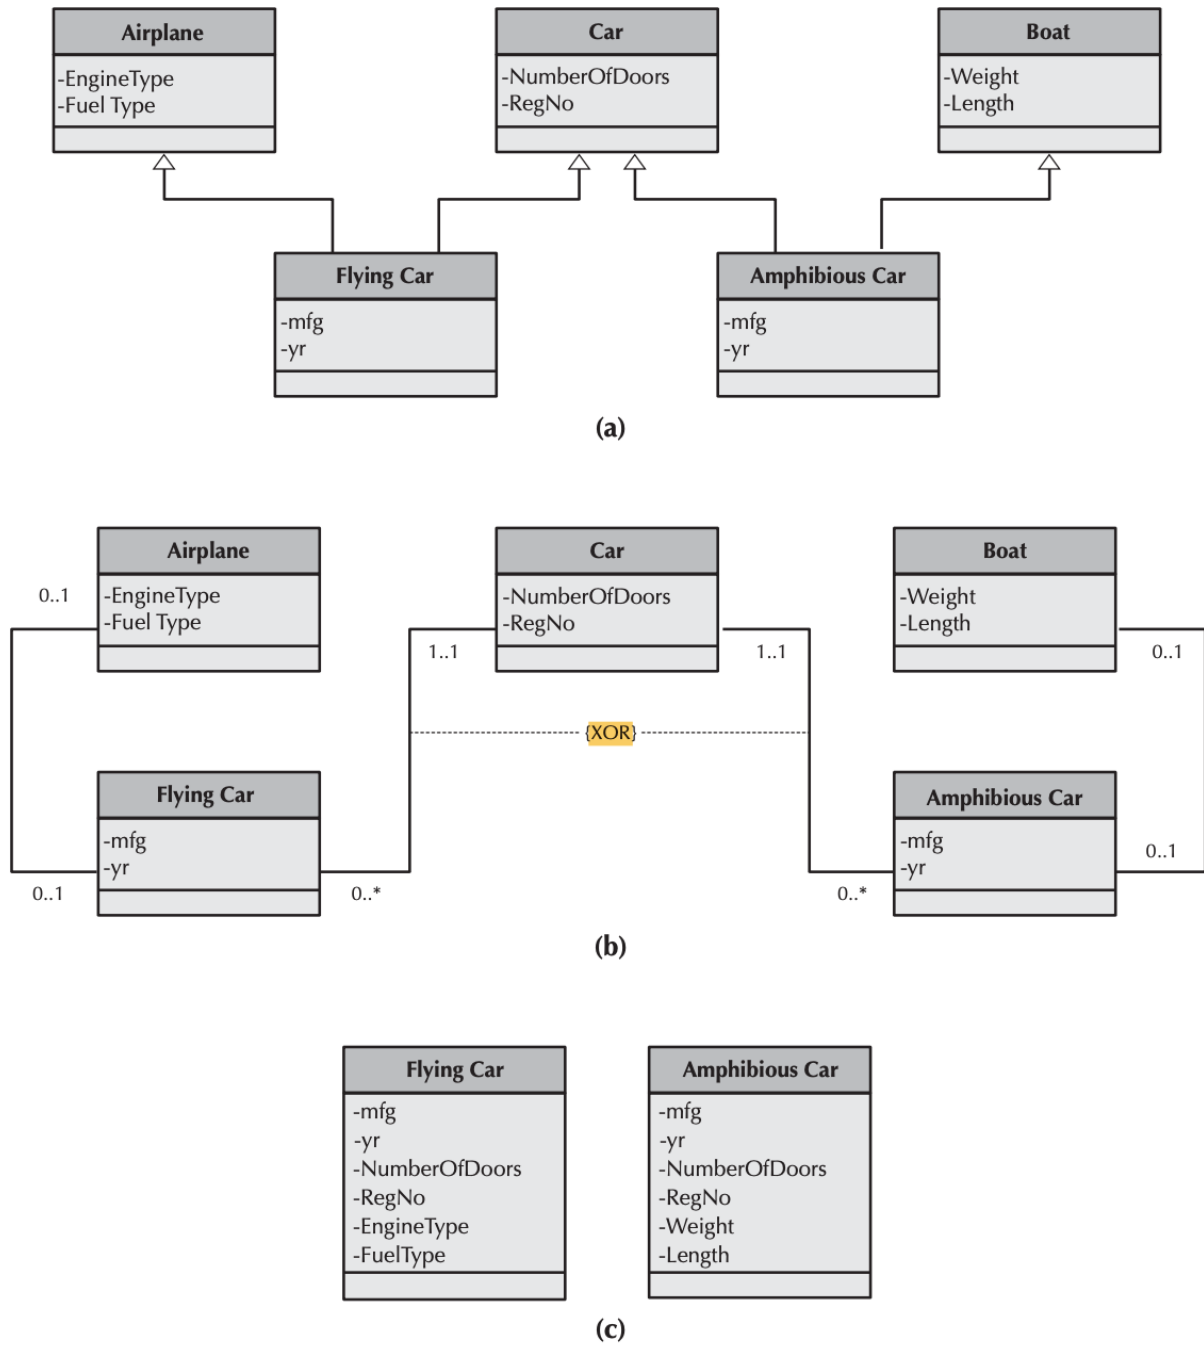 Airplane
-EngineType
-Fuel Type
Car
-NumberOfDoors
-RegNo
Boat
-Weight
-Length
Flying Car
-mfg
-yr
Amphibious Car
-mfg
-yr
(a)
Airplane
-EngineType
-Fuel Type
0..1
Car
-NumberOfDoors
-RegNo
1..1
1..1
Boat
-Weight
-Length
0..1
{XOR}
Flying Car
-mfg
-yr
0..1
0..*
Amphibious Car
-mfg
-yr
0..1
0..*
(b)
Flying Car
-mfg
-yr
-NumberOfDoors
-RegNo
-EngineType
-FuelType
Amphibious Car
-mfg
-yr
-NumberOfDoors
-RegNo
-Weight
-Length
(c)